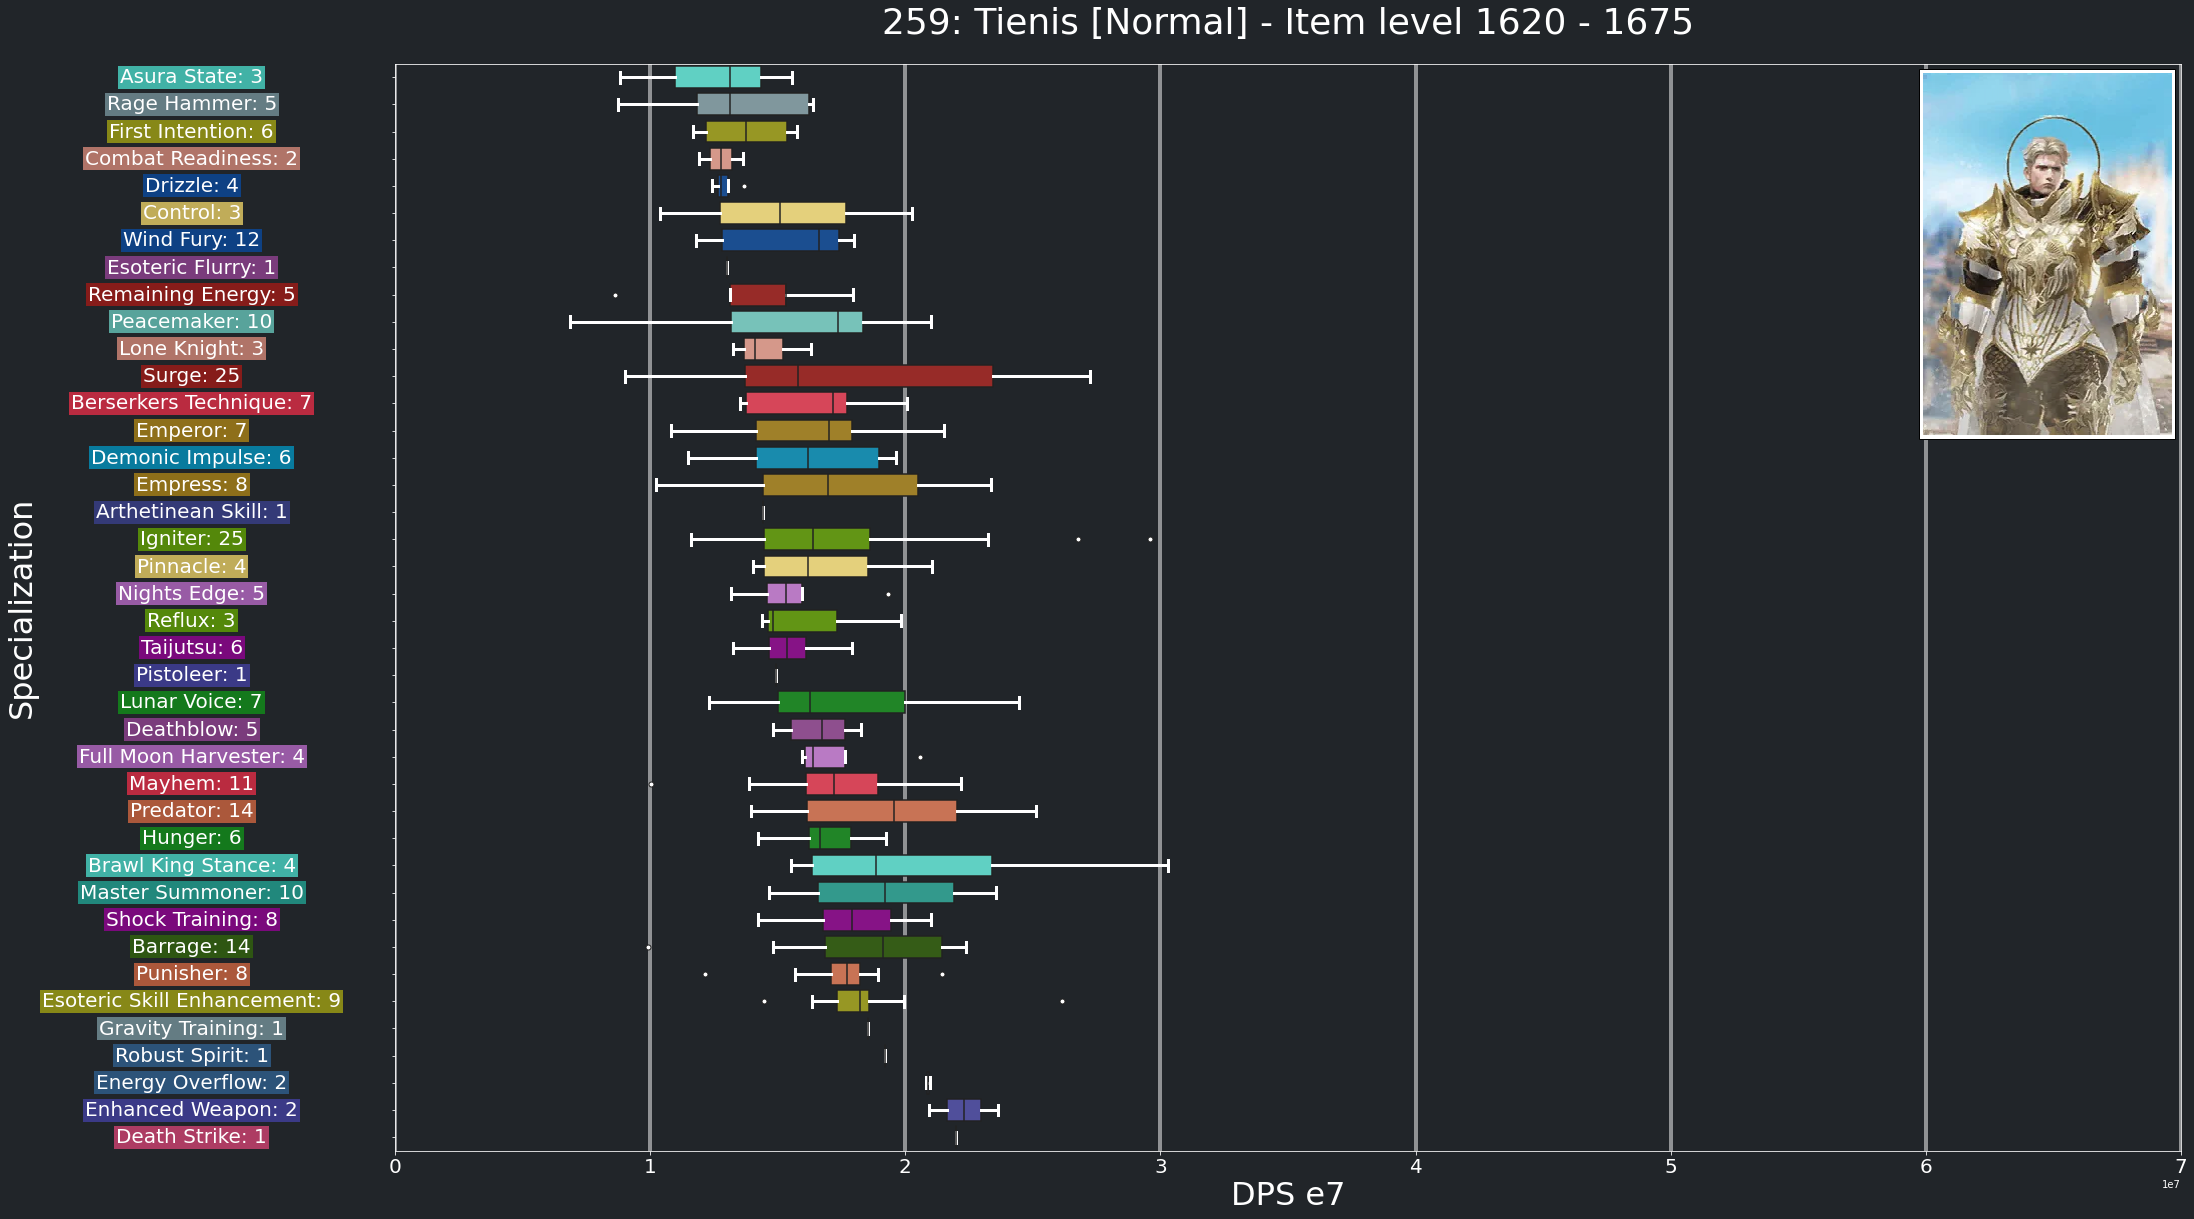 259: Tienis [Normal] - Item level 1620 - 1675
Asura State: 3
Rage Hammer: 5
First Intention: 6
Combat Readiness: 2
Drizzle: 4
Control: 3
Wind Fury: 12
Esoteric Flurry: 1
Remaining Energy: 5
Peacemaker: 10
Lone Knight: 3
Surge: 25
Berserkers Technique: 7
Emperor: 7
Demonic Impulse: 6
Empress: 8
Arthetinean Skill: 1
Igniter: 25
Pinnacle: 4
Nights Edge: 5
Reflux: 3
Taijutsu: 6
Pistoleer: 1
Lunar Voice: 7
Deathblow: 5
Full Moon Harvester: 4
Mayhem: 11
Predator: 14
Hunger: 6
Brawl King Stance: 4
Master Summoner: 10
Shock Training: 8
Barrage: 14
Punisher: 8
Esoteric Skill Enhancement: 9
Gravity Training: 1
Robust Spirit: 1
Energy Overflow: 2
Enhanced Weapon: 2
Death Strike: 1
Specialization
0 1 2 3 4 5 6 7
1e7
DPS e7